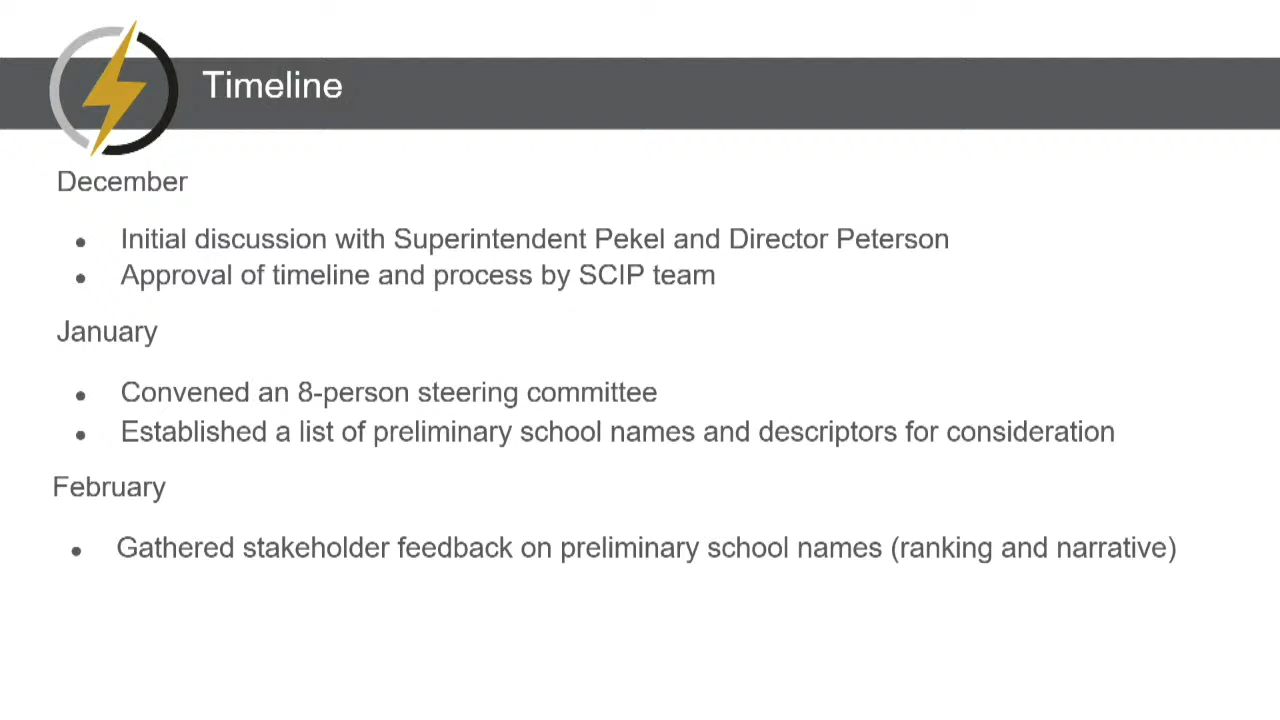 Timeline
December
• Initial discussion with Superintendent Pekel and Director Peterson
• Approval of timeline and process by SCIP team
January
• Convened an 8-person steering committee
• Established a list of preliminary school names and descriptors for consideration
February
• Gathered stakeholder feedback on preliminary school names (ranking and narrative)